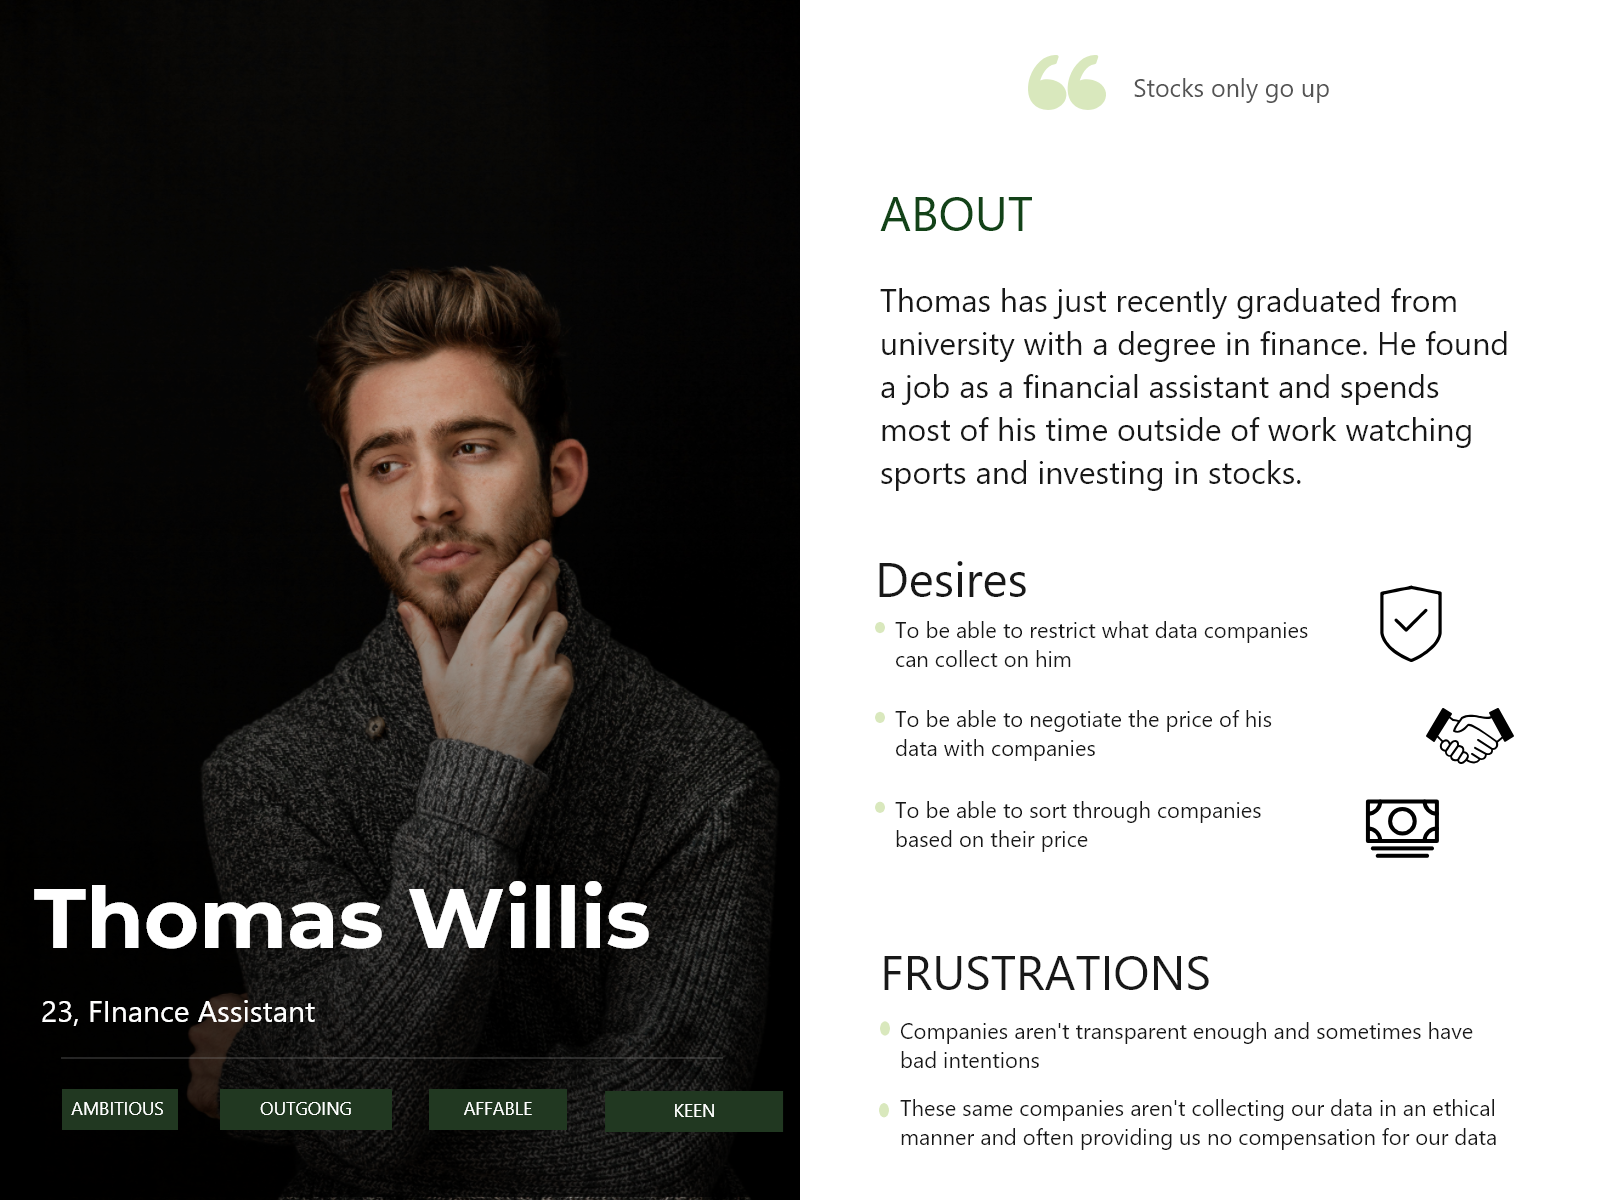 Thomas Willis
23, FInance Assistant
AMBITIOUS
OUTGOING
AFFABLE
KEEN
Stocks only go up
ABOUT
Thomas has just recently graduated from
university with a degree in finance. He found
a job as a financial assistant and spends
most of his time outside of work watching
sports and investing in stocks.
Desires
To be able to restrict what data companies
can collect on him
To be able to negotiate the price of his
data with companies
To be able to sort through companies
based on their price
FRUSTRATIONS
Companies aren't transparent enough and sometimes have
bad intentions
These same companies aren't collecting our data in an ethical
manner and often providing us no compensation for our data